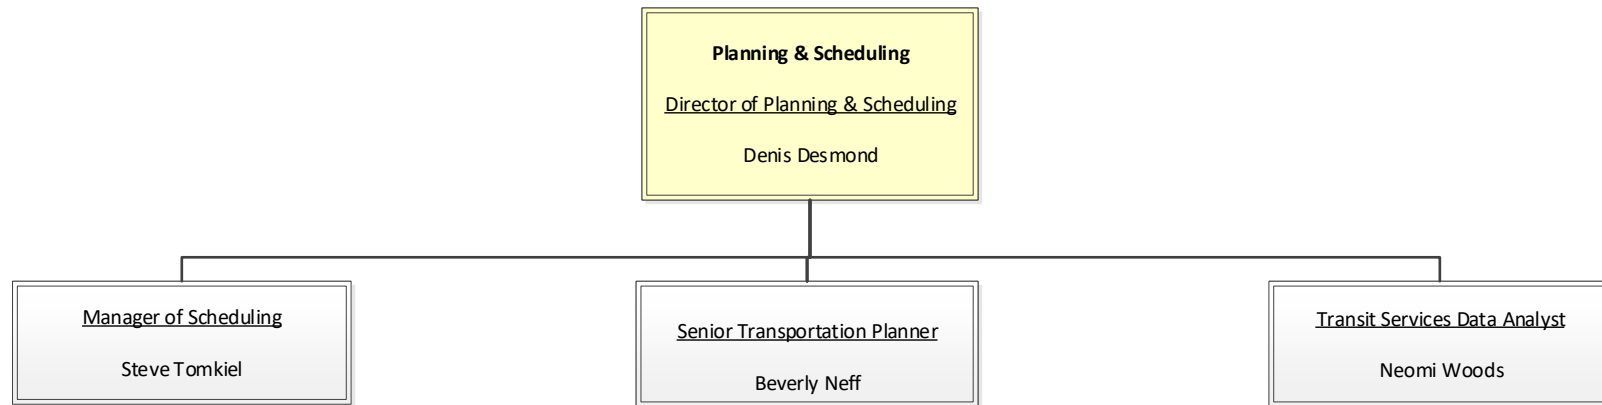 Planning & Scheduling
Director of Planning & Scheduling
Denis Desmond
Manager of Scheduling
Steve Tomkiel
Senior Transportation Planner
Beverly Neff
Transit Services Data Analyst
Neomi Woods